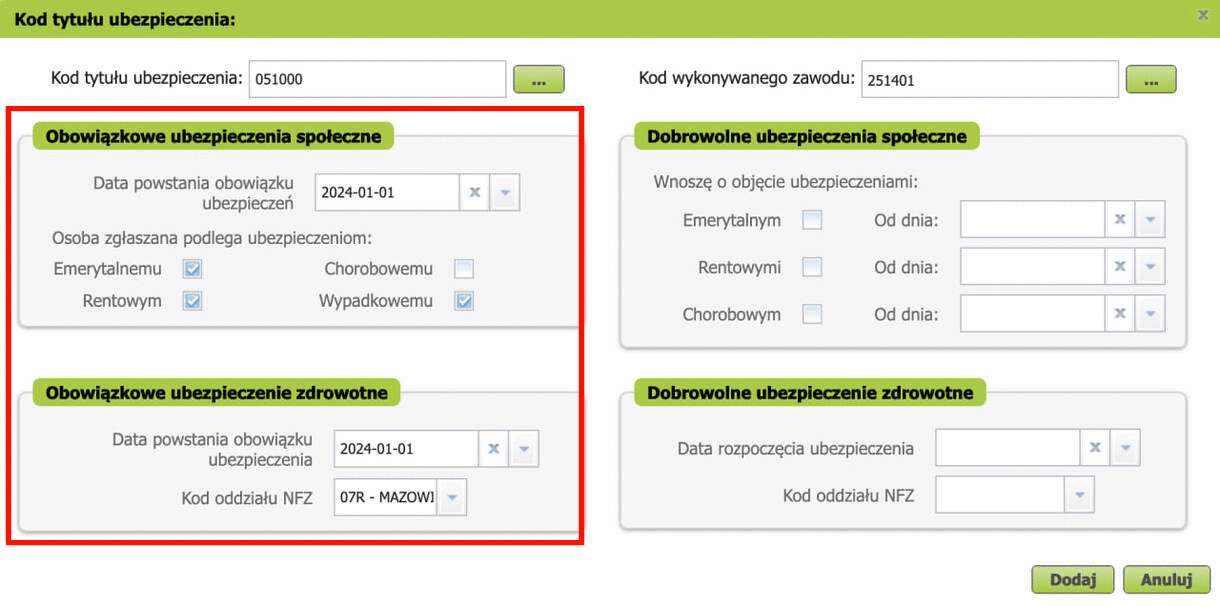 Kod tytułu ubezpieczenia:
x
Kod tytułu ubezpieczenia: 051000 ...
Kod wykonywanego zawodu: 251401 ...
Obowiązkowe ubezpieczenia społeczne
Data powstania obowiązku
ubezpieczeń
2024-01-01 x
Osoba zgłaszana podlega ubezpieczeniom:
Emerytalnemu Chorobowemu
Rentowym Wypadkowemu
Dobrowolne ubezpieczenia społeczne
Wnoszę o objęcie ubezpieczeniami:
Emerytalnym Od dnia: x
Rentowymi Od dnia: x
Chorobowym Od dnia: x
Obowiązkowe ubezpieczenie zdrowotne
Data powstania obowiązku
ubezpieczenia
2024-01-01 x
Kod oddziału NFZ 07R - MAZOWI
Dobrowolne ubezpieczenie zdrowotne
Data rozpoczęcia ubezpieczenia x
Kod oddziału NFZ
Dodaj Anuluj